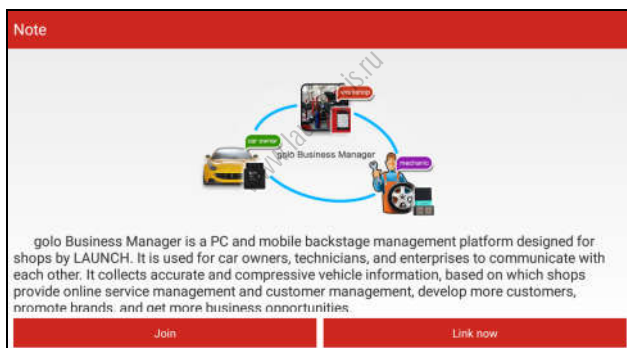 Note
workshop
car owner
golo Business Manager
mechanic
golo Business Manager is a PC and mobile backstage management platform designed for
shops by LAUNCH. It is used for car owners, technicians, and enterprises to communicate with
each other. It collects accurate and compressive vehicle information, based on which shops
provide online service management and customer management, develop more customers,
promote brands, and get more business opportunities.
Join
Link now